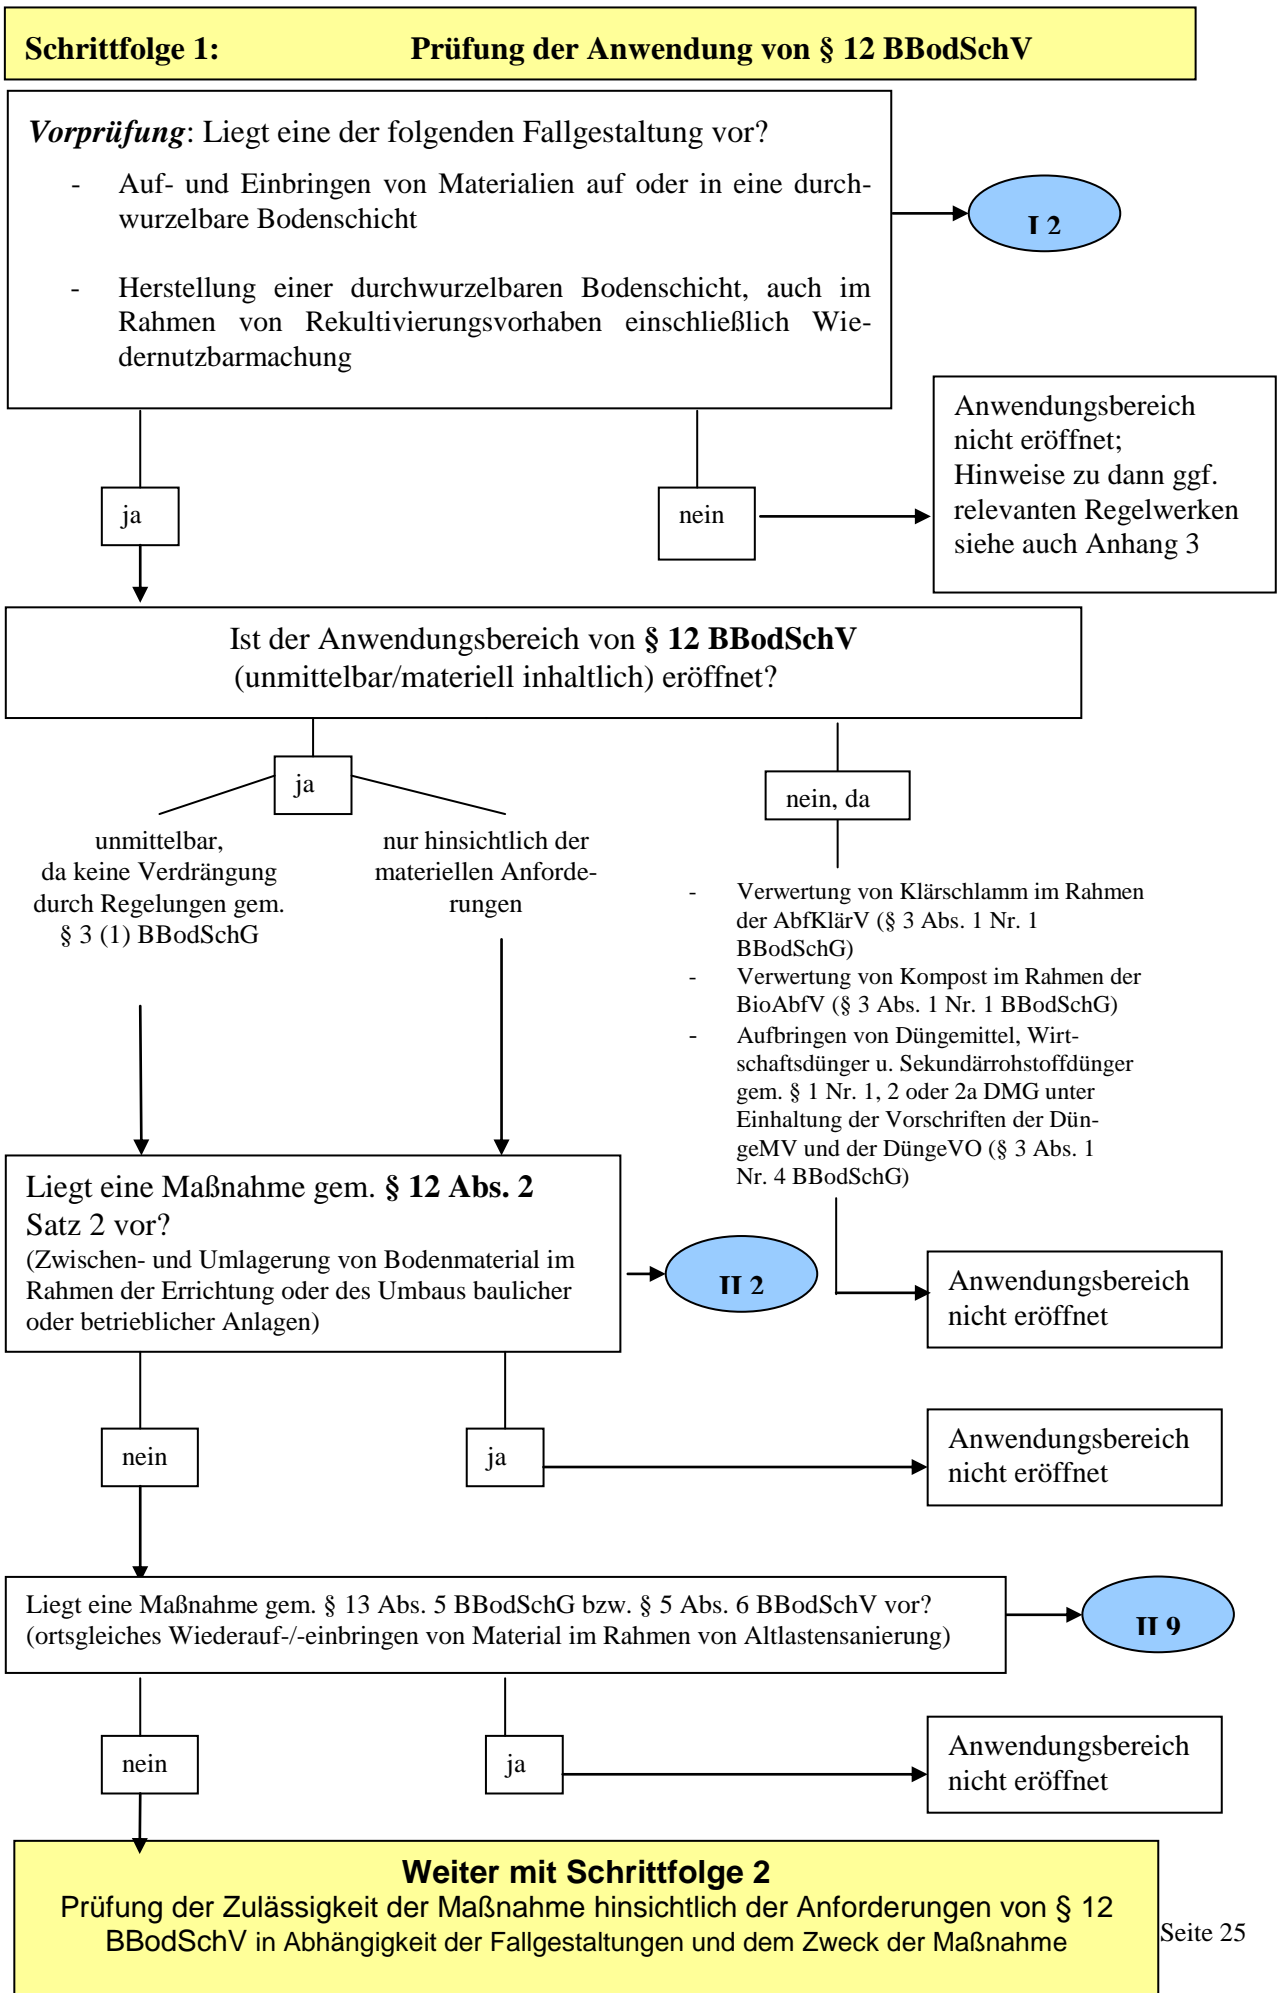 Schrittfolge 1: Prüfung der Anwendung von § 12 BBodSchV
Vorprüfung: Liegt eine der folgenden Fallgestaltung vor?
- Auf- und Einbringen von Materialien auf oder in eine durch-
wurzelbare Bodenschicht
I 2
- Herstellung einer durchwurzelbaren Bodenschicht, auch im
Rahmen von Rekultivierungsvorhaben einschließlich Wie-
dernutzbarmachung
Anwendungsbereich
nicht eröffnet;
Hinweise zu dann ggf.
relevanten Regelwerken
siehe auch Anhang 3
ja
nein
Ist der Anwendungsbereich von § 12 BBodSchV
(unmittelbar/materiell inhaltlich) eröffnet?
ja
nein, da
unmittelbar,
da keine Verdrängung
durch Regelungen gem.
§ 3 (1) BBodSchG
nur hinsichtlich der
materiellen Anforde-
rungen
- Verwertung von Klärschlamm im Rahmen
der AbfKlärV (§ 3 Abs. 1 Nr. 1
BBodSchG)
- Verwertung von Kompost im Rahmen der
BioAbfV (§ 3 Abs. 1 Nr. 1 BBodSchG)
- Aufbringen von Düngemittel, Wirt-
schaftsdünger u. Sekundärrohstoffdünger
gem. § 1 Nr. 1, 2 oder 2a DMG unter
Einhaltung der Vorschriften der Dün-
geMV und der DüngeVO (§ 3 Abs. 1
Nr. 4 BBodSchG)
Liegt eine Maßnahme gem. § 12 Abs. 2
Satz 2 vor?
(Zwischen- und Umlagerung von Bodenmaterial im
Rahmen der Errichtung oder des Umbaus baulicher
oder betrieblicher Anlagen)
II 2
Anwendungsbereich
nicht eröffnet
nein
ja
Anwendungsbereich
nicht eröffnet
Liegt eine Maßnahme gem. § 13 Abs. 5 BBodSchG bzw. § 5 Abs. 6 BBodSchV vor?
(ortsgleiches Wiederauf-/-einbringen von Material im Rahmen von Altlastensanierung)
II 9
nein
ja
Anwendungsbereich
nicht eröffnet
Weiter mit Schrittfolge 2
Prüfung der Zulässigkeit der Maßnahme hinsichtlich der Anforderungen von § 12
BBodSchV in Abhängigkeit der Fallgestaltungen und dem Zweck der Maßnahme
Seite 25